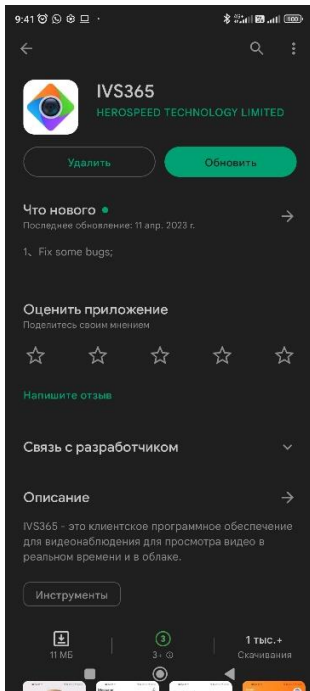 9:41
100
IVS365
HEROSPEED TECHNOLOGY LIMITED
Удалить
Обновить
Что нового
Последнее обновление: 11 апр. 2023 г.
1、Fix some bugs;
Оценить приложение
Поделитесь своим мнением
Напишите отзыв
Связь с разработчиком
Описание
IVS365 - это клиентское программное обеспечение
для видеонаблюдения для просмотра видео в
реальном времени и в облаке.
Инструменты
3
1 тыс.+
11 МБ
3+
Скачивания